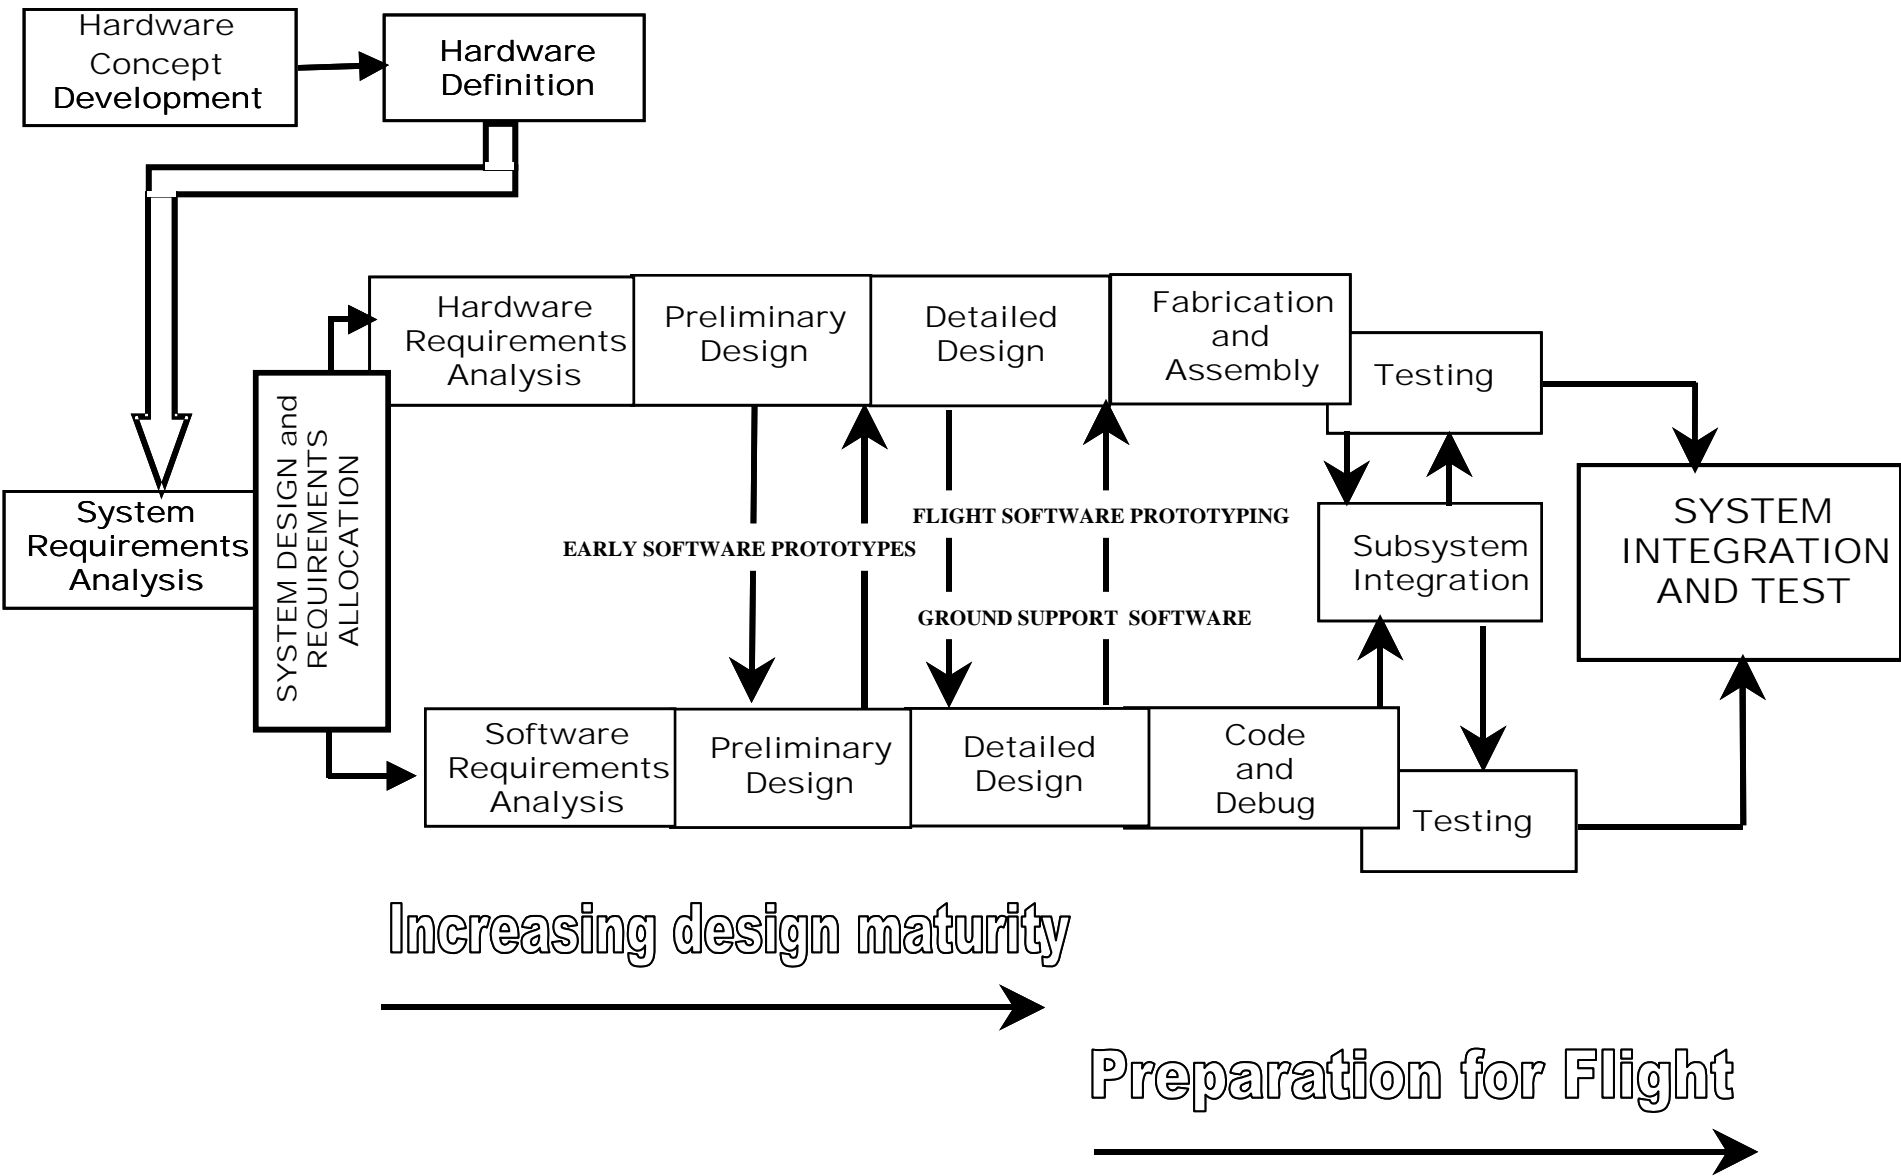 Hardware
Concept
Development
Hardware
Definition
Hardware
Requirements
Analysis
Preliminary
Design
Detailed
Design
Fabrication
and
Assembly
Testing
System
Requirements
Analysis
SYSTEM DESIGN and
REQUIREMENTS
ALLOCATION
EARLY SOFTWARE PROTOTYPES
FLIGHT SOFTWARE PROTOTYPING
GROUND SUPPORT SOFTWARE
Subsystem
Integration
SYSTEM
INTEGRATION
AND TEST
Software
Requirements
Analysis
Preliminary
Design
Detailed
Design
Code
and
Debug
Testing
Increasing design maturity
Preparation for Flight